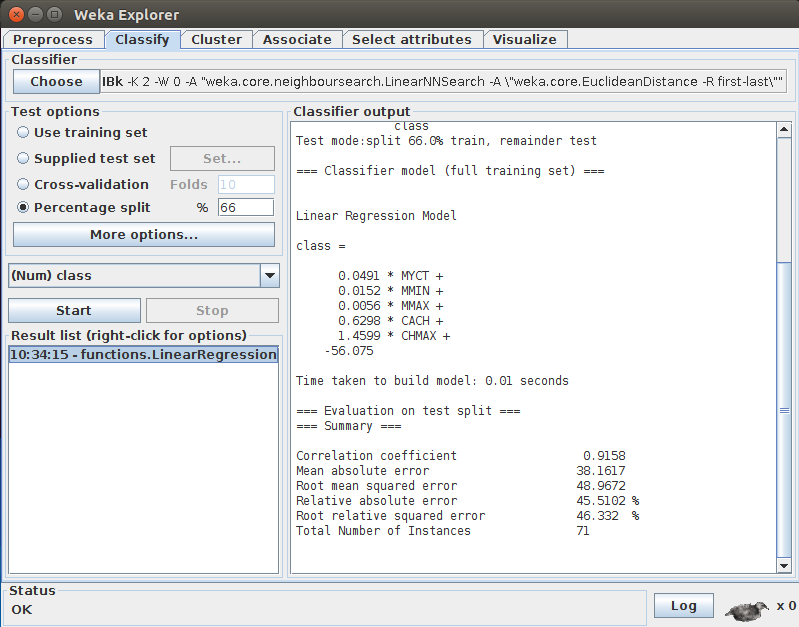 Weka Explorer
Preprocess Classify Cluster Associate Select attributes Visualize
Classifier
Choose IBk -K 2 -W 0 -A "weka.core.neighboursearch.LinearNNSearch -A \"weka.core.EuclideanDistance -R first-last\""
Test options
Use training set
Supplied test set Set...
Cross-validation Folds 10
Percentage split % 66
More options...
(Num) class
Start Stop
Result list (right-click for options)
10:34:15 - functions.LinearRegression
Classifier output
class
Test mode:split 66.0% train, remainder test
=== Classifier model (full training set) ===
Linear Regression Model
class =
0.0491 * MYCT +
0.0152 * MMIN +
0.0056 * MMAX +
0.6298 * CACH +
1.4599 * CHMAX +
-56.075
Time taken to build model: 0.01 seconds
=== Evaluation on test split ===
=== Summary ===
Correlation coefficient 0.9158
Mean absolute error 38.1617
Root mean squared error 48.9672
Relative absolute error 45.5102 %
Root relative squared error 46.332 %
Total Number of Instances 71
Status
OK
Log x 0